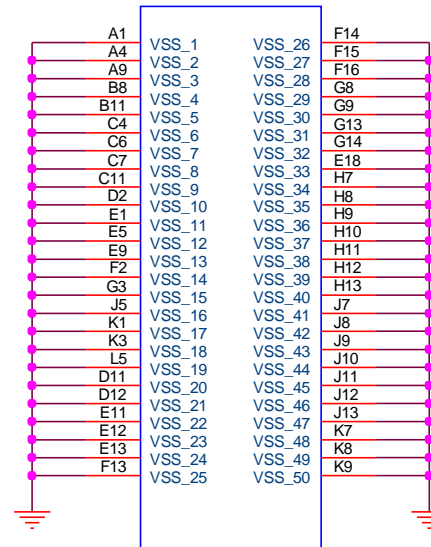 A1 VSS_1 VSS_26 F14
A4 VSS_2 VSS_27 F15
A9 VSS_3 VSS_28 F16
B8 VSS_4 VSS_29 G8
B11 VSS_5 VSS_30 G9
C4 VSS_6 VSS_31 G13
C6 VSS_7 VSS_32 G14
C7 VSS_8 VSS_33 E18
C11 VSS_9 VSS_34 H7
D2 VSS_10 VSS_35 H8
E1 VSS_11 VSS_36 H9
E5 VSS_12 VSS_37 H10
E9 VSS_13 VSS_38 H11
F2 VSS_14 VSS_39 H12
G3 VSS_15 VSS_40 H13
J5 VSS_16 VSS_41 J7
K1 VSS_17 VSS_42 J8
K3 VSS_18 VSS_43 J9
L5 VSS_19 VSS_44 J10
D11 VSS_20 VSS_45 J11
D12 VSS_21 VSS_46 J12
E11 VSS_22 VSS_47 J13
E12 VSS_23 VSS_48 K7
E13 VSS_24 VSS_49 K8
F13 VSS_25 VSS_50 K9